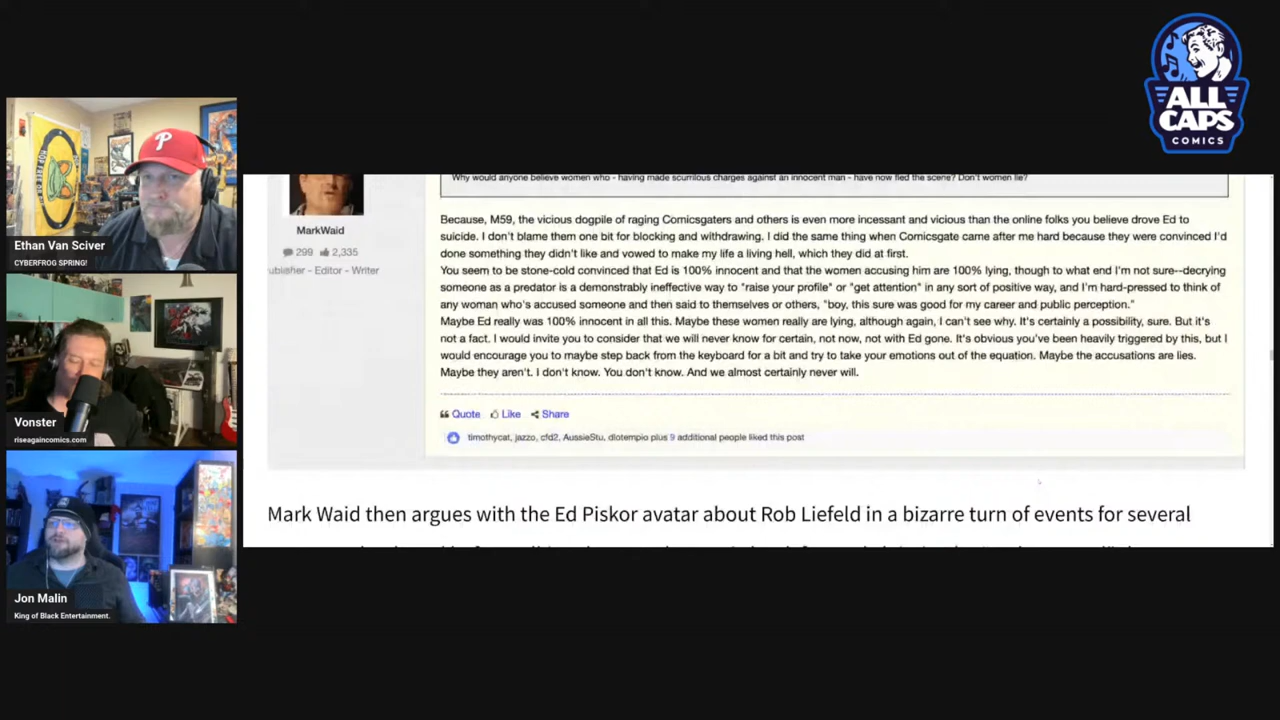 ALL
CAPS
COMICS
Ethan Van Sciver
CYBERFROG SPRING!
Vonster
riseagaincomics.com
Jon Malin
King of Black Entertainment.
Why would anyone believe women who - having made scurrilous charges against an innocent man - have now fled the scene? Don't women lie?
MarkWaid
299 2,335
ublisher - Editor - Writer
Because, M59, the vicious dogpile of raging Comicsgaters and others is even more incessant and vicious than the online folks you believe drove Ed to
suicide. I don't blame them one bit for blocking and withdrawing. I did the same thing when Comicsgate came after me hard because they were convinced I'd
done something they didn't like and vowed to make my life a living hell, which they did at first.
You seem to be stone-cold convinced that Ed is 100% innocent and that the women accusing him are 100% lying, though to what end I'm not sure--decrying
someone as a predator is a demonstrably ineffective way to "raise your profile" or "get attention" in any sort of positive way, and I'm hard-pressed to think of
any woman who's accused someone and then said to themselves or others, "boy, this sure was good for my career and public perception."
Maybe Ed really was 100% innocent in all this. Maybe these women really are lying, although again, I can't see why. It's certainly a possibility, sure. But it's
not a fact. I would invite you to consider that we will never know for certain, not now, not with Ed gone. It's obvious you've been heavily triggered by this, but I
would encourage you to maybe step back from the keyboard for a bit and try to take your emotions out of the equation. Maybe the accusations are lies.
Maybe they aren't. I don't know. You don't know. And we almost certainly never will.
Quote Like Share
timothycat, jazzo, cfd2, AussieStu, dlotempio plus 9 additional people liked this post
Mark Waid then argues with the Ed Piskor avatar about Rob Liefeld in a bizarre turn of events for several